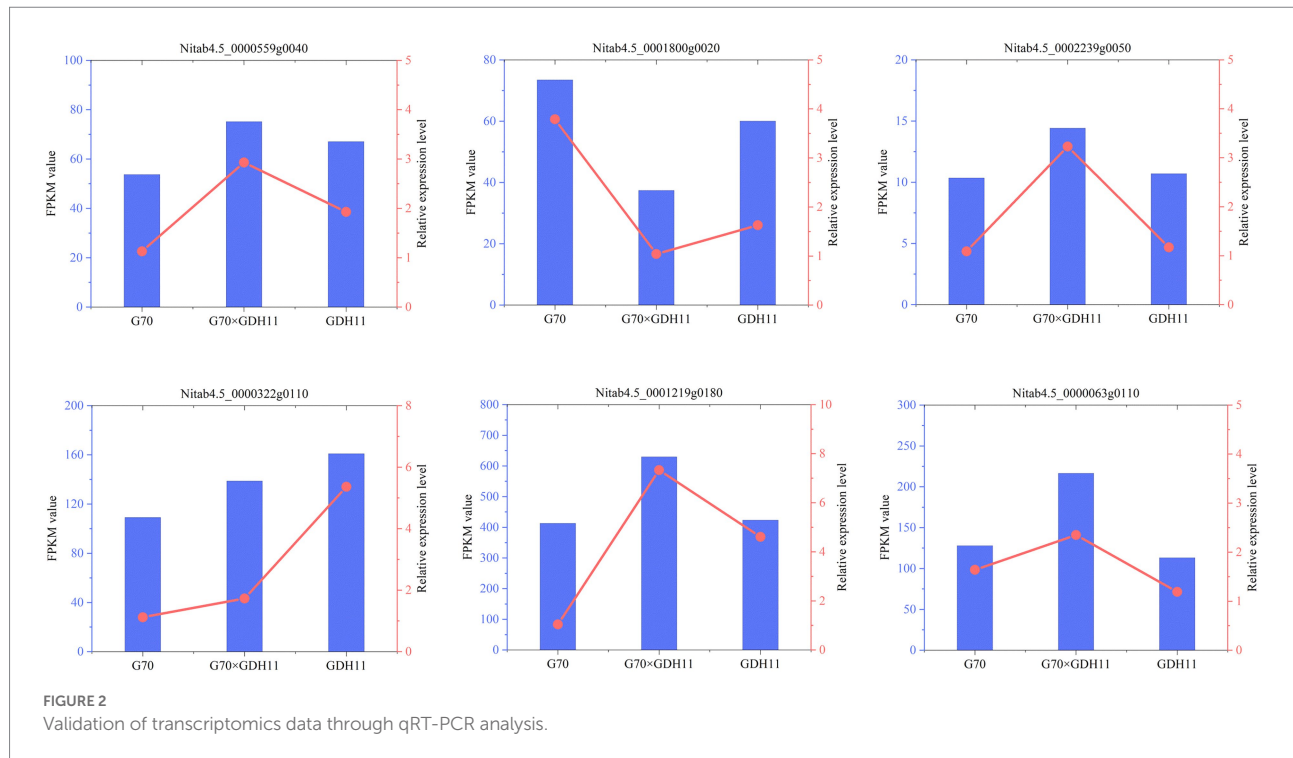 Nitab4.5_0000559g0040
FPKM value
100
80
60
40
20
0
5
4
3
2
1
0
Relative expression level
G70 G70×GDH11 GDH11
Nitab4.5_0001800g0020
FPKM value
80
60
40
20
0
5
4
3
2
1
0
Relative expression level
G70 G70×GDH11 GDH11
Nitab4.5_0002239g0050
FPKM value
20
15
10
5
0
5
4
3
2
1
0
Relative expression level
G70 G70×GDH11 GDH11
Nitab4.5_0000322g0110
FPKM value
200
160
120
80
40
0
8
6
4
2
0
Relative expression level
G70 G70×GDH11 GDH11
Nitab4.5_0001219g0180
FPKM value
800
700
600
500
400
300
200
100
0
10
8
6
4
2
0
Relative expression level
G70 G70×GDH11 GDH11
Nitab4.5_0000063g0110
FPKM value
300
250
200
150
100
50
0
5
4
3
2
1
0
Relative expression level
G70 G70×GDH11 GDH11
FIGURE 2
Validation of transcriptomics data through qRT-PCR analysis.